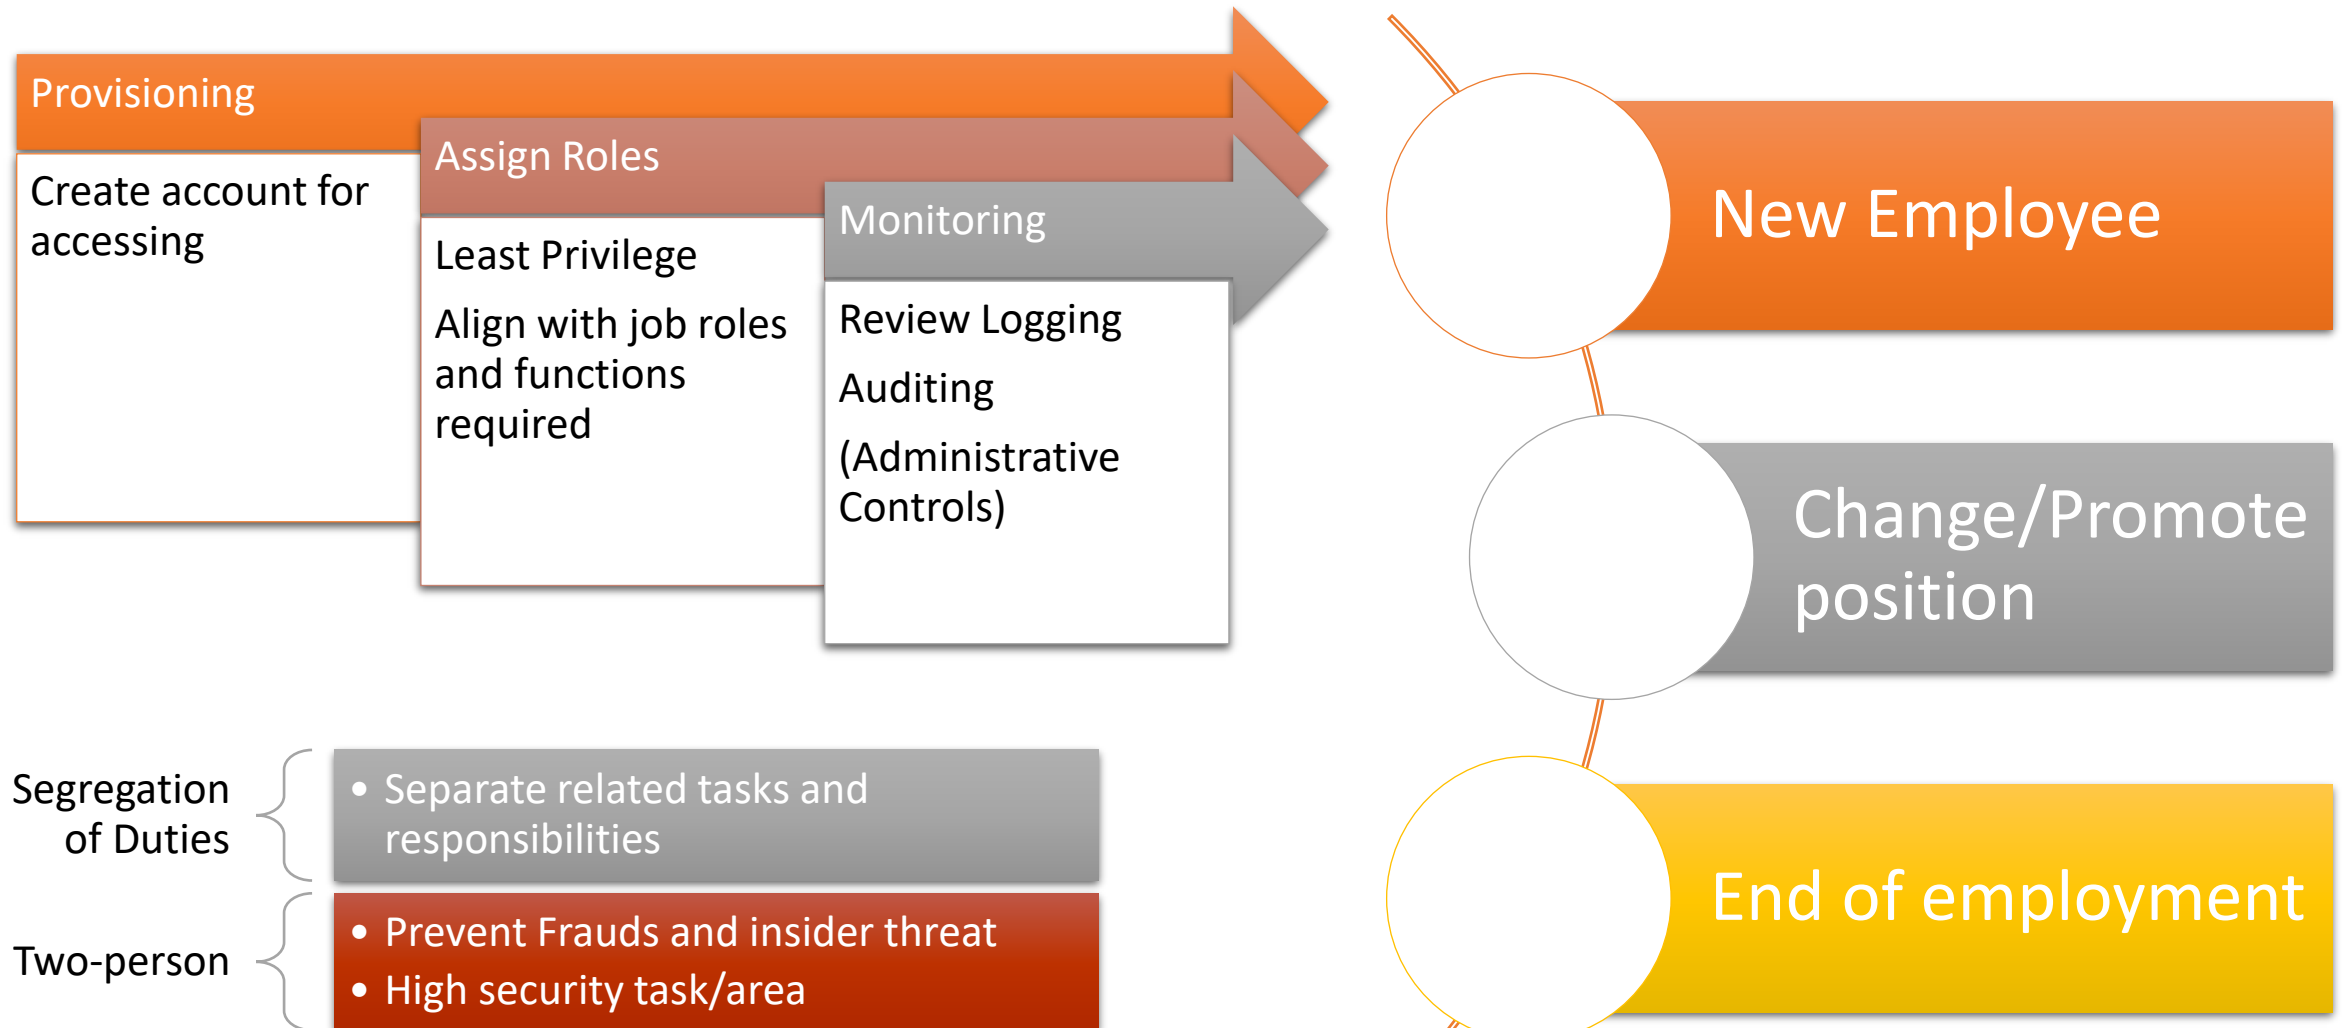 Provisioning
Create account for
accessing
Assign Roles
Least Privilege
Align with job roles
and functions
required
Monitoring
Review Logging
Auditing
(Administrative
Controls)
New Employee
Change/Promote
position
End of employment
Segregation
of Duties
• Separate related tasks and
responsibilities
Two-person
• Prevent Frauds and insider threat
• High security task/area